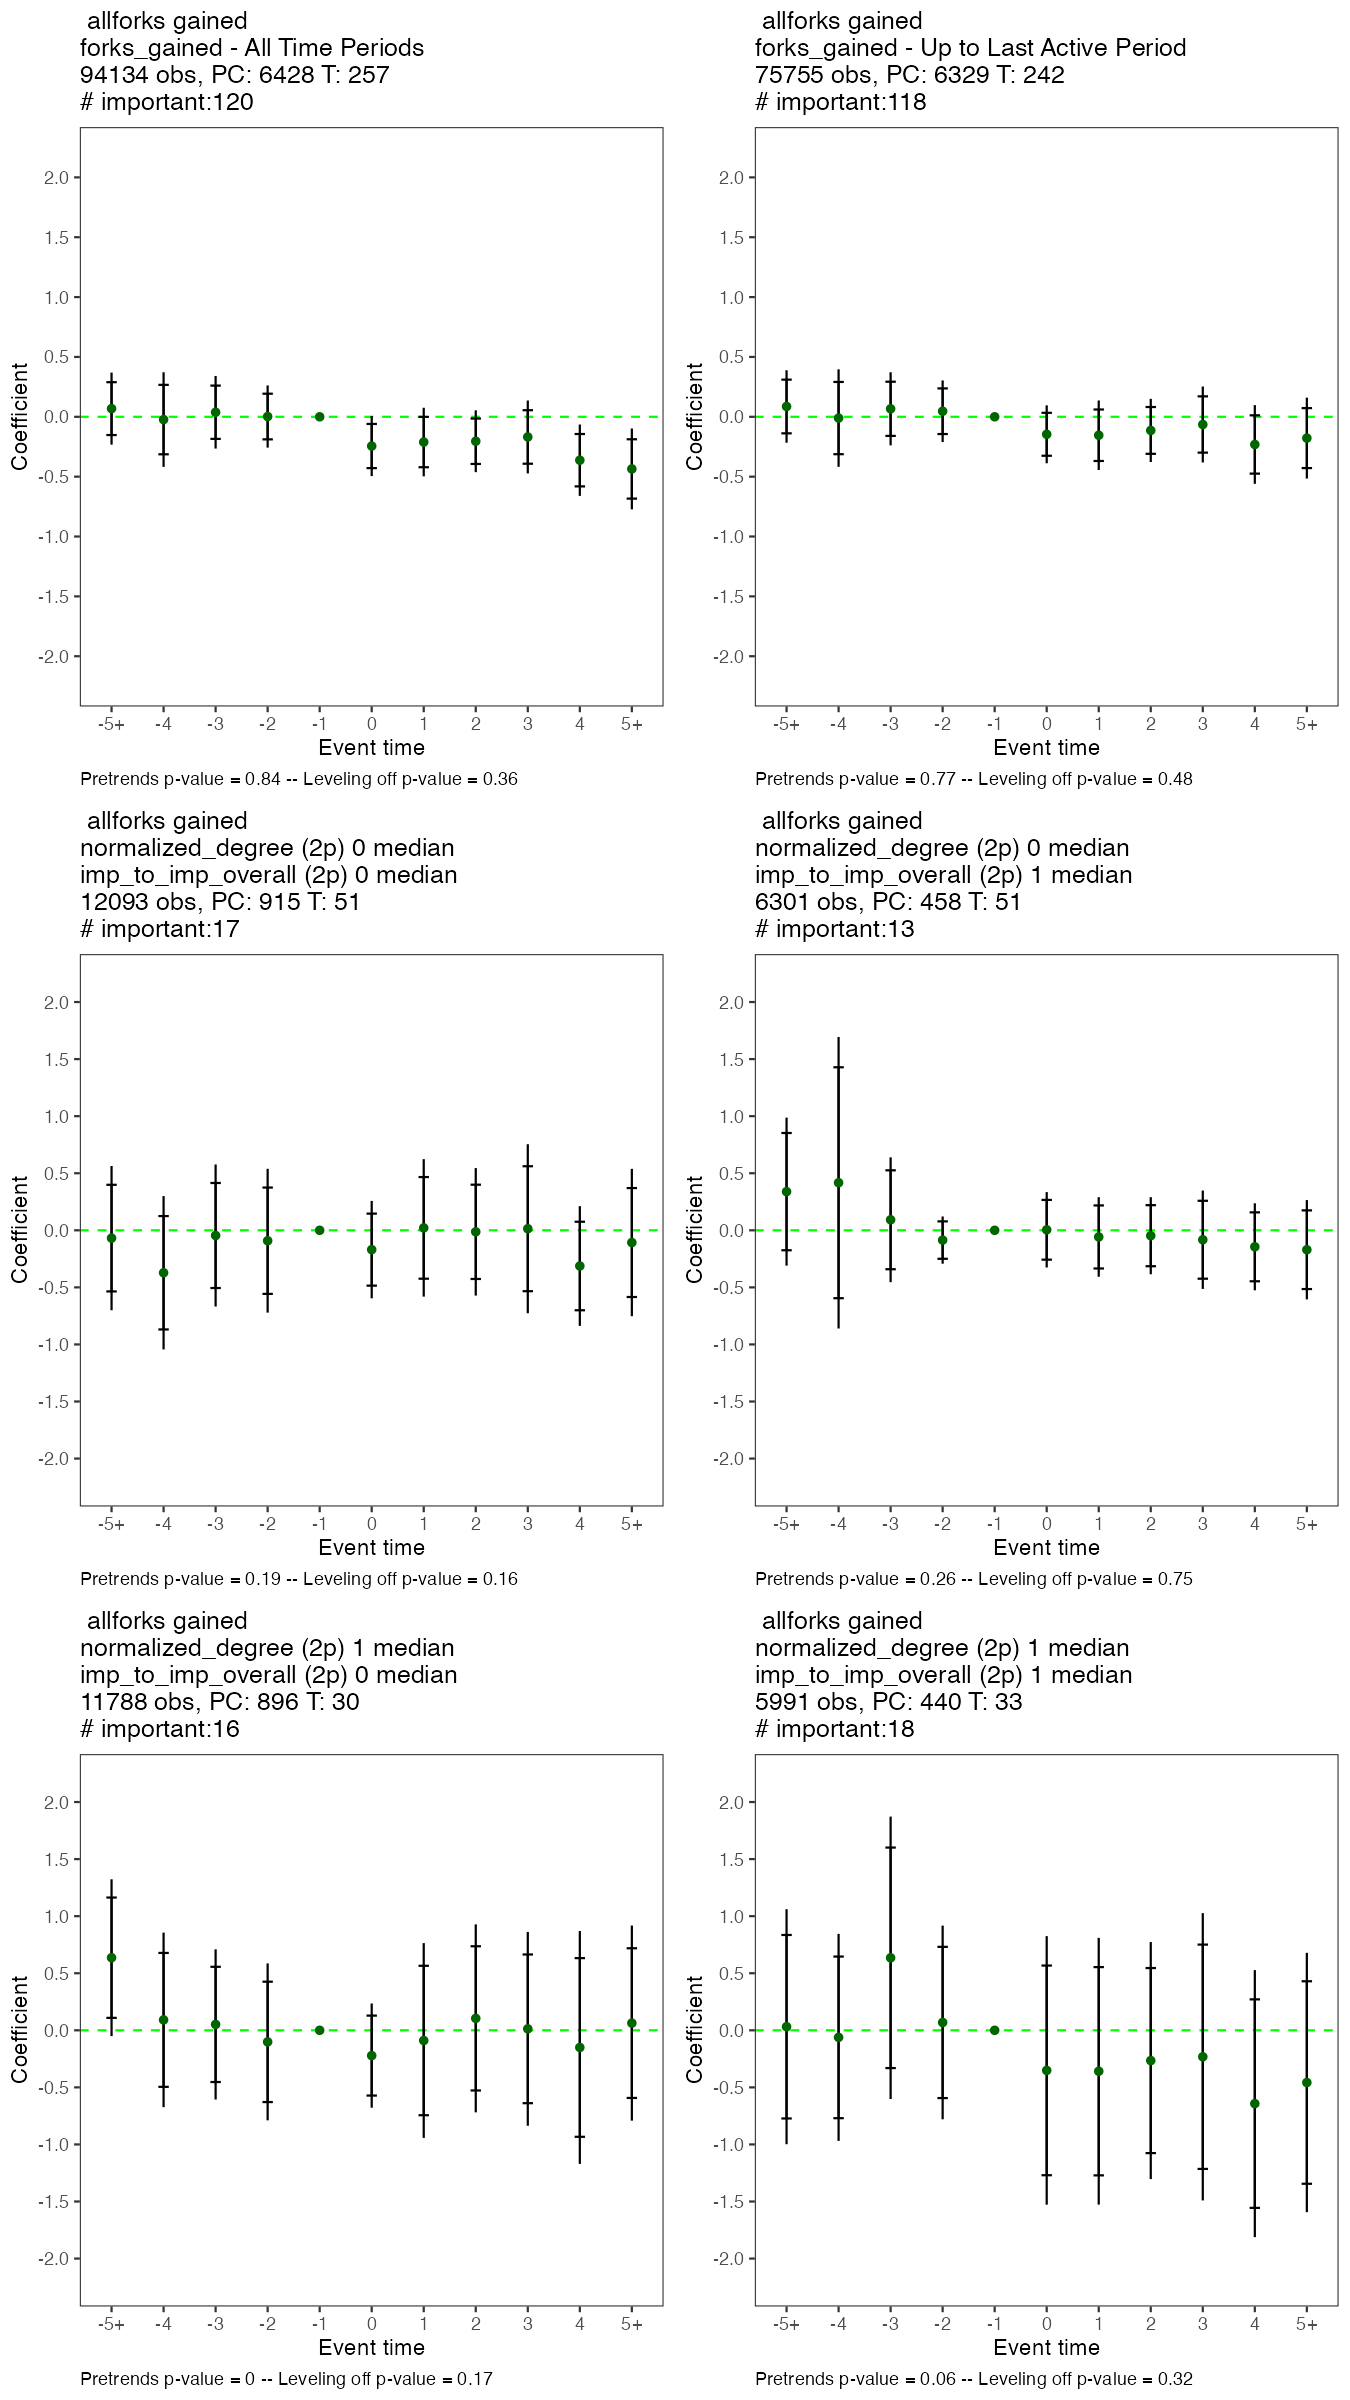 allforks gained
forks_gained - All Time Periods
94134 obs, PC: 6428 T: 257
# important:120
2.0
1.5
1.0
0.5
0.0
-0.5
-1.0
-1.5
-2.0
Coefficient
-5+ -4 -3 -2 -1 0 1 2 3 4 5+
Event time
Pretrends p-value = 0.84 -- Leveling off p-value = 0.36
allforks gained
forks_gained - Up to Last Active Period
75755 obs, PC: 6329 T: 242
# important:118
2.0
1.5
1.0
0.5
0.0
-0.5
-1.0
-1.5
-2.0
Coefficient
-5+ -4 -3 -2 -1 0 1 2 3 4 5+
Event time
Pretrends p-value = 0.77 -- Leveling off p-value = 0.48
allforks gained
normalized_degree (2p) 0 median
imp_to_imp_overall (2p) 0 median
12093 obs, PC: 915 T: 51
# important:17
2.0
1.5
1.0
0.5
0.0
-0.5
-1.0
-1.5
-2.0
Coefficient
-5+ -4 -3 -2 -1 0 1 2 3 4 5+
Event time
Pretrends p-value = 0.19 -- Leveling off p-value = 0.16
allforks gained
normalized_degree (2p) 0 median
imp_to_imp_overall (2p) 1 median
6301 obs, PC: 458 T: 51
# important:13
2.0
1.5
1.0
0.5
0.0
-0.5
-1.0
-1.5
-2.0
Coefficient
-5+ -4 -3 -2 -1 0 1 2 3 4 5+
Event time
Pretrends p-value = 0.26 -- Leveling off p-value = 0.75
allforks gained
normalized_degree (2p) 1 median
imp_to_imp_overall (2p) 0 median
11788 obs, PC: 896 T: 30
# important:16
2.0
1.5
1.0
0.5
0.0
-0.5
-1.0
-1.5
-2.0
Coefficient
-5+ -4 -3 -2 -1 0 1 2 3 4 5+
Event time
Pretrends p-value = 0 -- Leveling off p-value = 0.17
allforks gained
normalized_degree (2p) 1 median
imp_to_imp_overall (2p) 1 median
5991 obs, PC: 440 T: 33
# important:18
2.0
1.5
1.0
0.5
0.0
-0.5
-1.0
-1.5
-2.0
Coefficient
-5+ -4 -3 -2 -1 0 1 2 3 4 5+
Event time
Pretrends p-value = 0.06 -- Leveling off p-value = 0.32